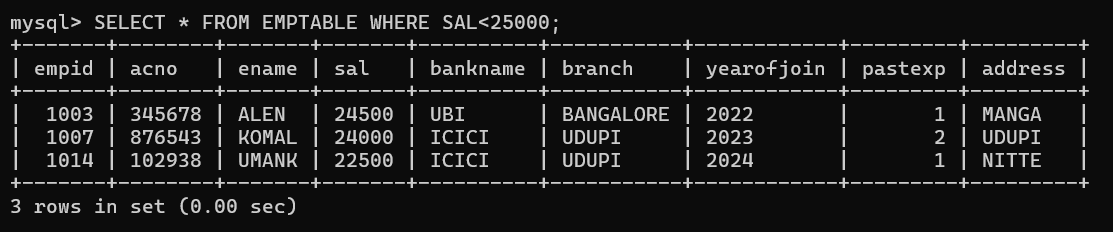 mysql> SELECT * FROM EMPTABLE WHERE SAL<25000;
+-------+--------+-------+-------+----------+-----------+------------+---------+---------+
| empid | acno   | ename | sal   | bankname | branch    | yearofjoin | pastexp | address |
+-------+--------+-------+-------+----------+-----------+------------+---------+---------+
|  1003 | 345678 | ALEN  | 24500 | UBI      | BANGALORE | 2022       |       1 | MANGA   |
|  1007 | 876543 | KOMAL | 24000 | ICICI    | UDUPI     | 2023       |       2 | UDUPI   |
|  1014 | 102938 | UMANK | 22500 | ICICI    | UDUPI     | 2024       |       1 | NITTE   |
+-------+--------+-------+-------+----------+-----------+------------+---------+---------+
3 rows in set (0.00 sec)